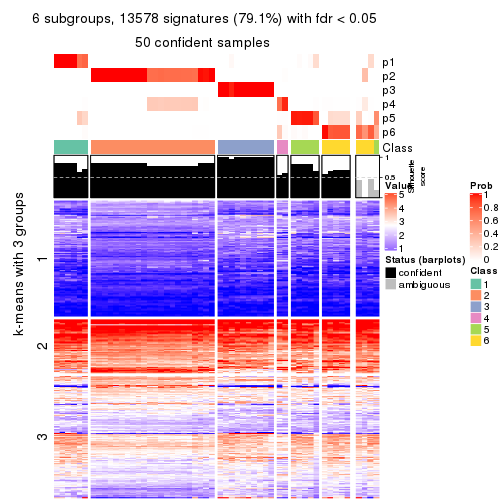 6 subgroups, 13578 signatures (79.1%) with fdr < 0.05
50 confident samples
p1
p2
p3
p4
p5
p6
Class
1
0.5
0
Silhouette
score
k-means with 3 groups
1
2
3
Value
5
4
3
2
1
Status (barplots)
confident
ambiguous
Prob
1
0.8
0.6
0.4
0.2
0
Class
1
2
3
4
5
6